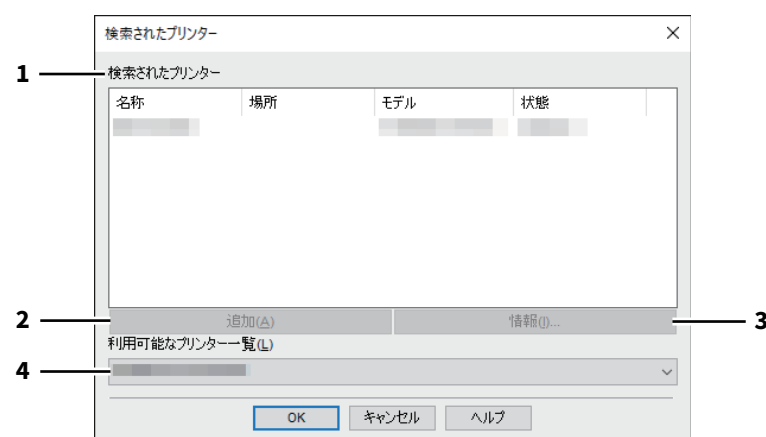 検索されたプリンター
1 検索されたプリンター
名称 場所 モデル 状態
2 追加(A) 情報(I)... 3
利用可能なプリンター一覧(L)
4
OK キャンセル ヘルプ